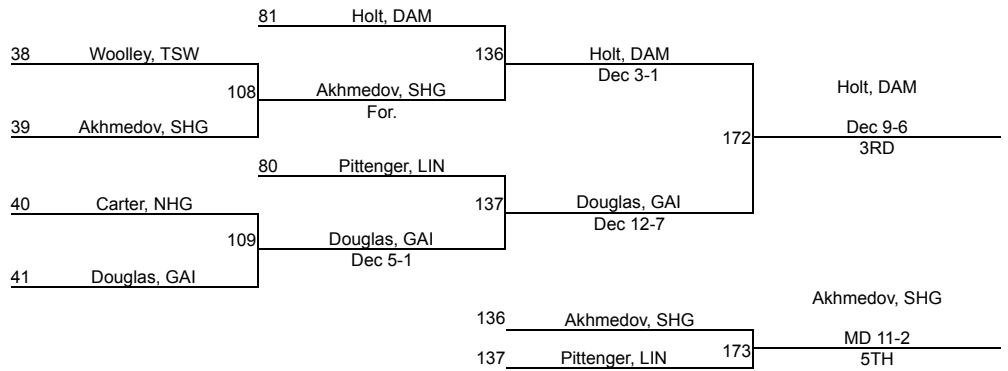 81 Holt, DAM
38 Woolley, TSW
136 Holt, DAM
Dec 3-1
108 Akhmedov, SHG
For.
Holt, DAM
39 Akhmedov, SHG
172 Dec 9-6
3RD
80 Pittenger, LIN
40 Carter, NHG
137 Douglas, GAI
Dec 12-7
109 Douglas, GAI
Dec 5-1
41 Douglas, GAI
Akhmedov, SHG
136 Akhmedov, SHG
173 MD 11-2
5TH
137 Pittenger, LIN